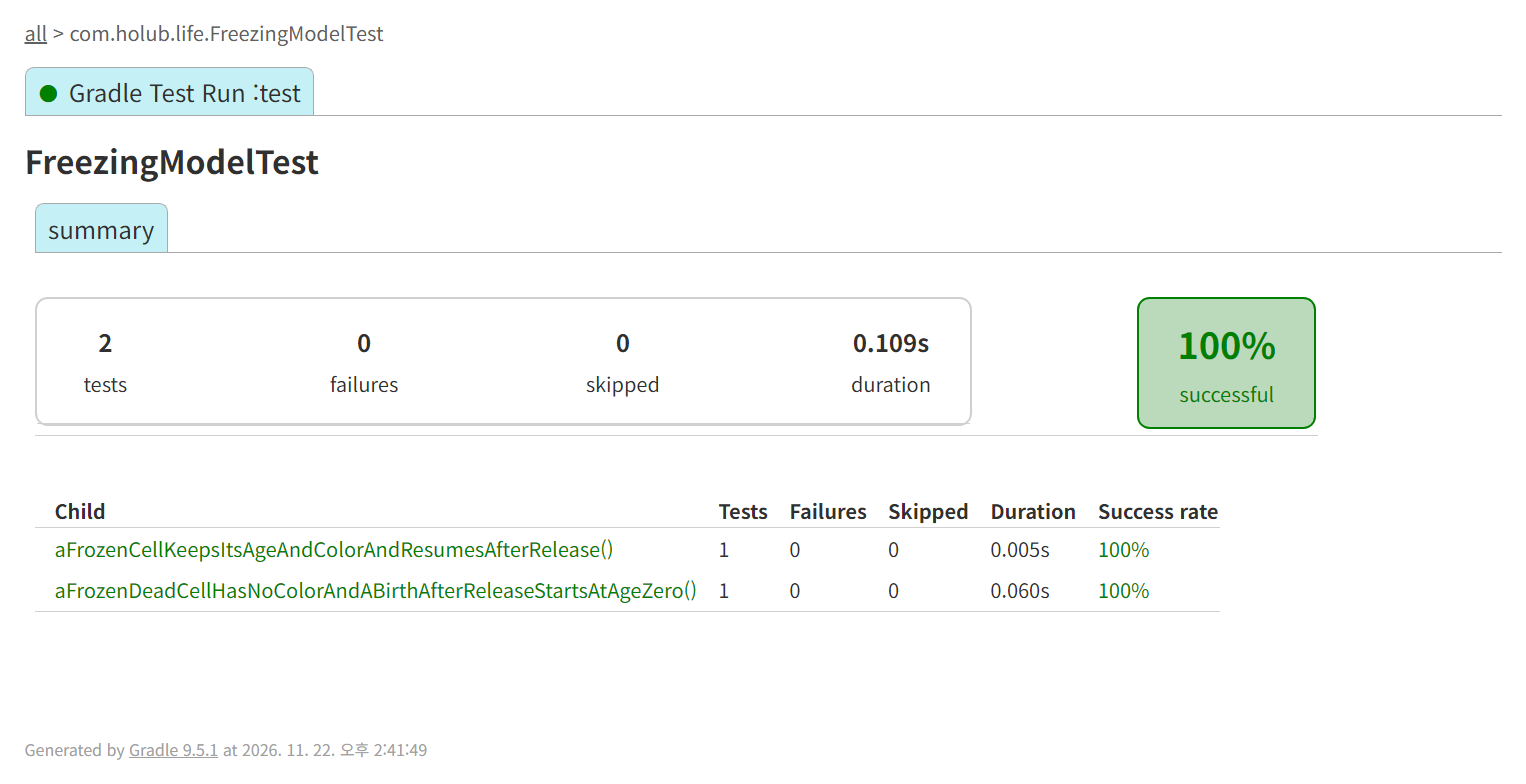 all > com.holub.life.FreezingModelTest
Gradle Test Run :test
FreezingModelTest
summary
2 0 0 0.109s 100%
tests failures skipped duration successful
Child Tests Failures Skipped Duration Success rate
aFrozenCellKeepsItsAgeAndColorAndResumesAfterRelease() 1 0 0 0.005s 100%
aFrozenDeadCellHasNoColorAndABirthAfterReleaseStartsAtAgeZero() 1 0 0 0.060s 100%
Generated by Gradle 9.5.1 at 2026. 11. 22. 오후 2:41:49